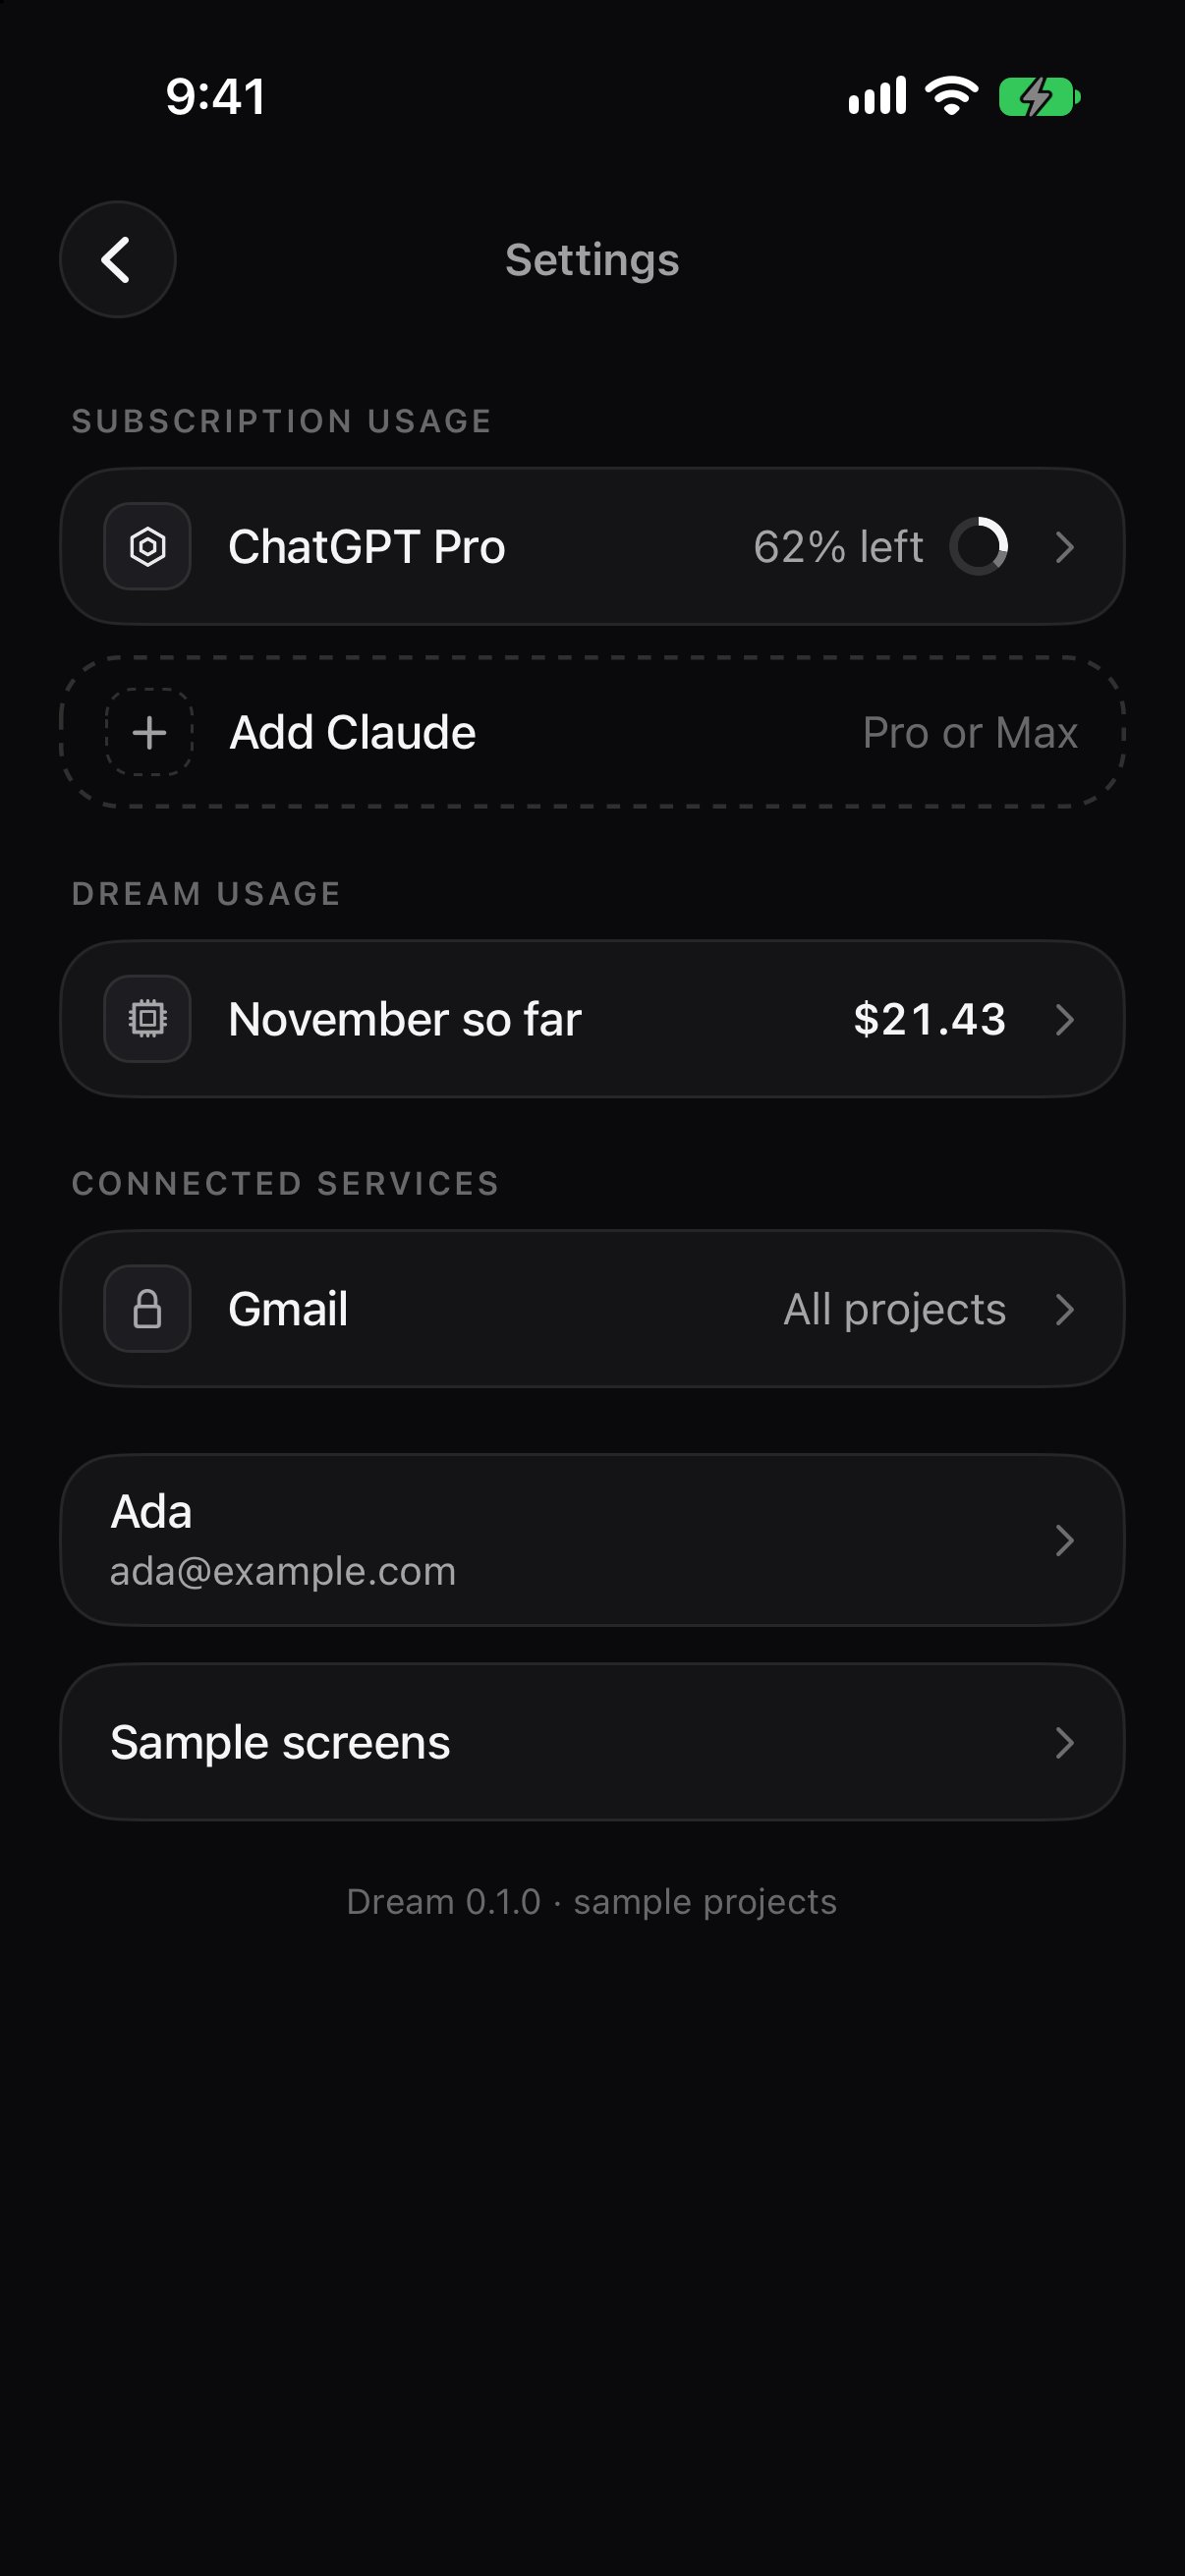 9:41
Settings
SUBSCRIPTION USAGE
ChatGPT Pro 62% left
Add Claude Pro or Max
DREAM USAGE
November so far $21.43
CONNECTED SERVICES
Gmail All projects
Ada
ada@example.com
Sample screens
Dream 0.1.0 · sample projects